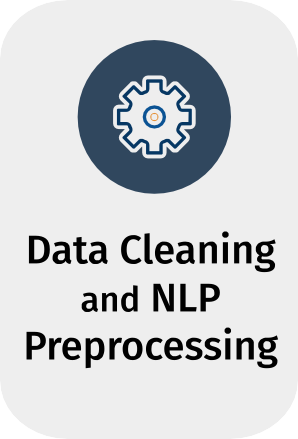 Data Cleaning
and NLP
Preprocessing